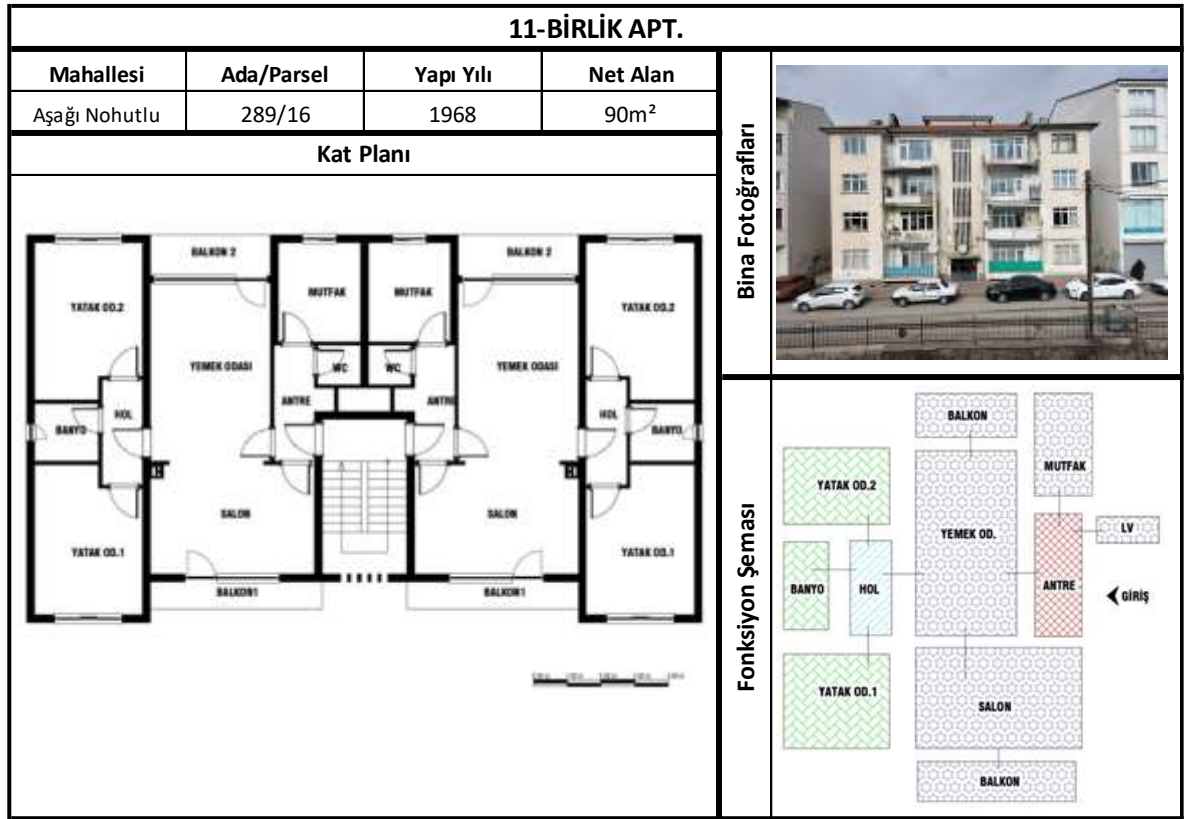 11-BİRLİK APT.
Mahallesi Ada/Parsel Yapı Yılı Net Alan
Aşağı Nohutlu 289/16 1968 90m²
Kat Planı
BALKON 2 BALKON 2
YATAK OD.2 MUTFAK MUTFAK YATAK OD.2
YEMEK ODASI WC WC YEMEK ODASI
HOL ANTRE ANTRE HOL
BANYO BANYO
SALON SALON
YATAK OD.1 YATAK OD.1
BALKON1 BALKON1
Bina Fotoğrafları
Fonksiyon Şeması
BALKON
MUTFAK
YATAK OD.2
YEMEK OD.
LV
BANYO HOL ANTRE GİRİŞ
YATAK OD.1
SALON
BALKON